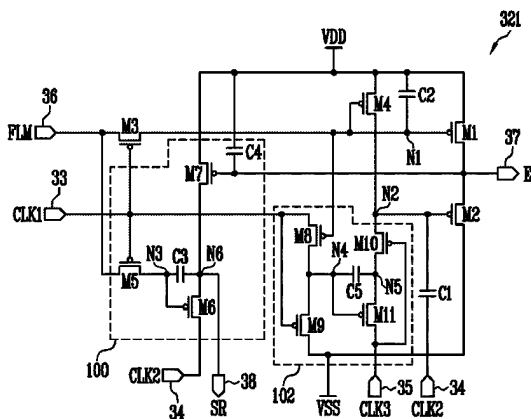 321
VDD
36
FLM
M3
M4
C2
M1
N1
37
E
C4
M7
33
CLK1
N2
M2
M8
M10
N3
C3
N6
N4
M5
M6
C5
N5
C1
M9
M11
100
CLK2
34
SR
38
102
VSS
35
CLK3
34
CLK2